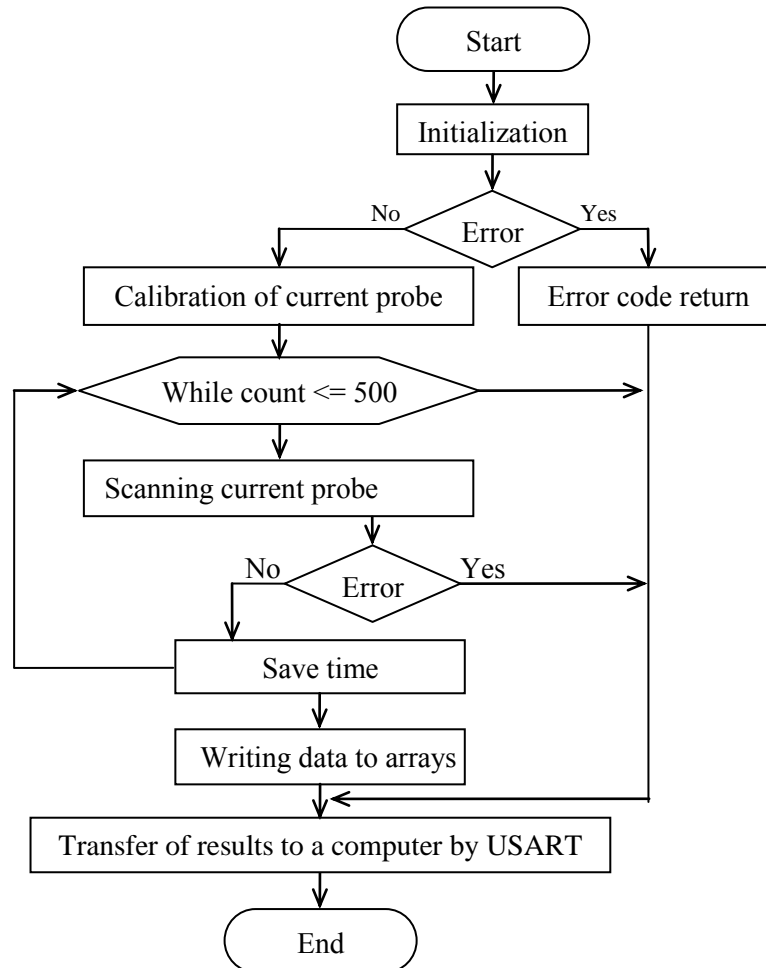 Start
Initialization
No
Yes
Error
Calibration of current probe
Error code return
While count <= 500
Scanning current probe
No
Yes
Error
Save time
Writing data to arrays
Transfer of results to a computer by USART
End